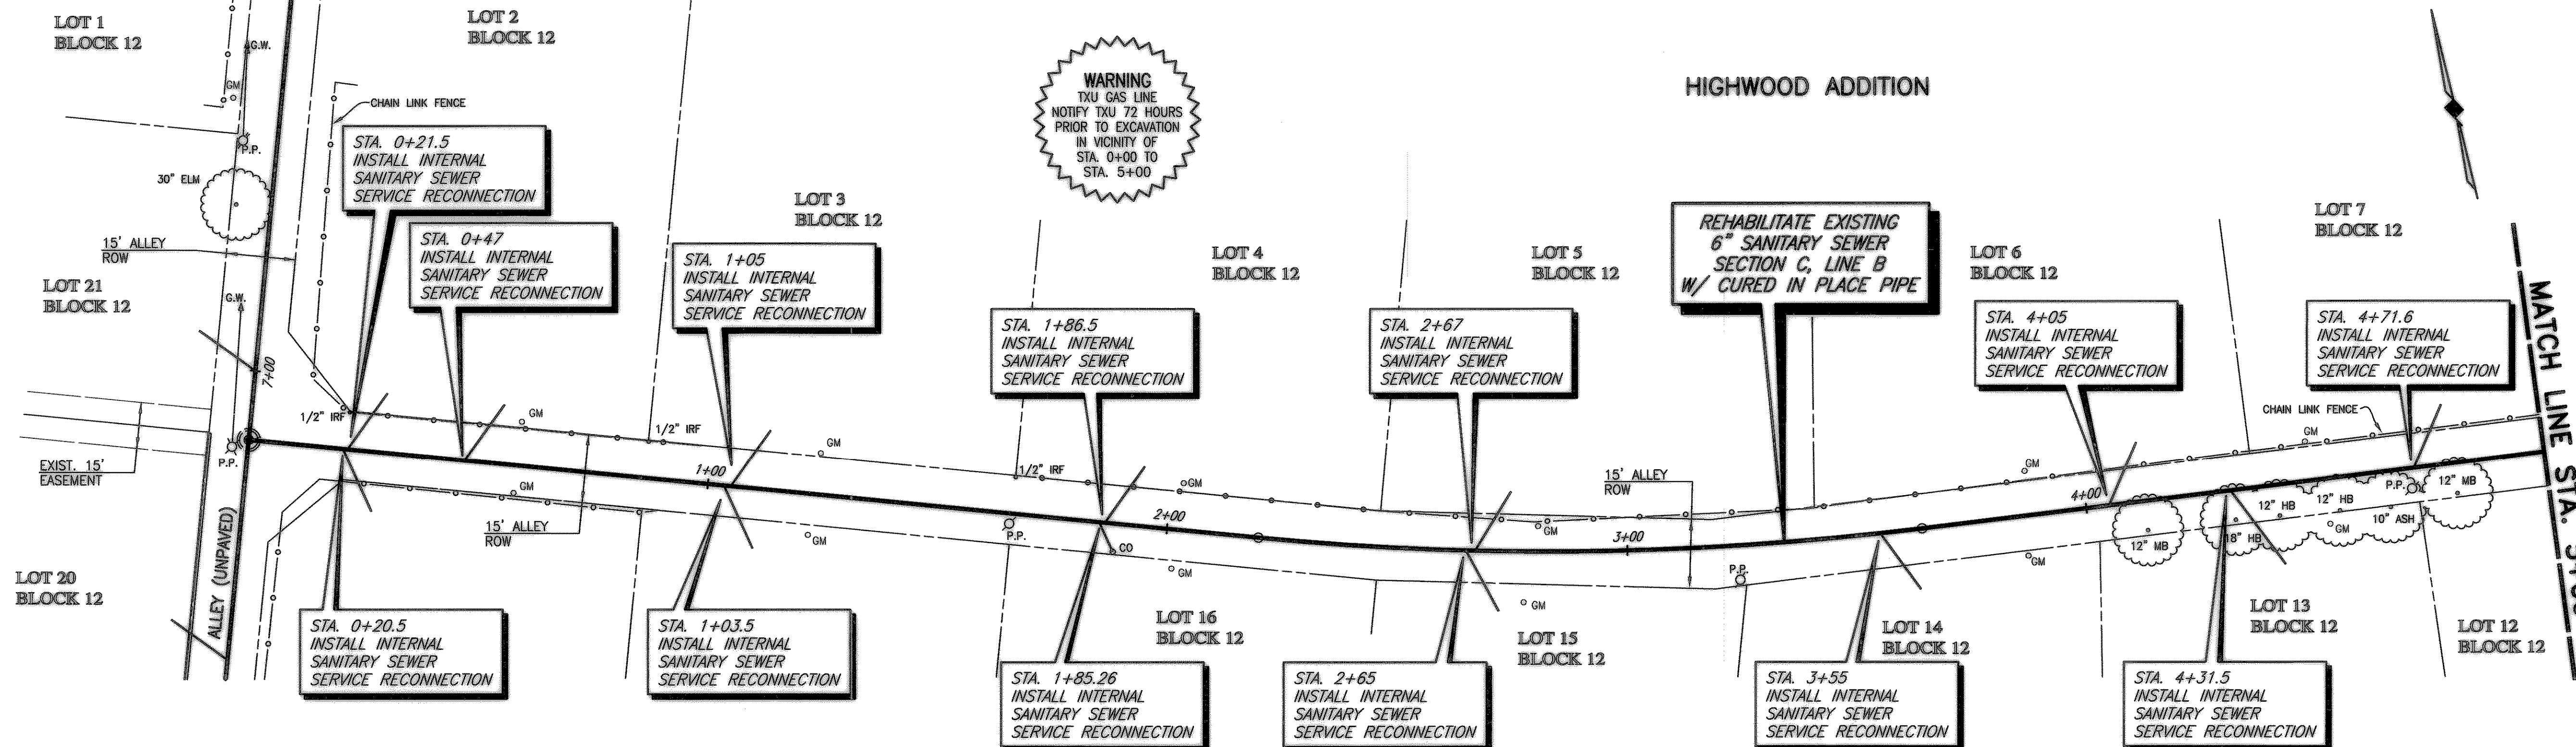 LOT 1
BLOCK 12
LOT 2
BLOCK 12
G.W.
GM
CHAIN LINK FENCE
P.P.
30" ELM
15' ALLEY
ROW
LOT 21
BLOCK 12
G.W.
7+00
STA. 0+21.5
INSTALL INTERNAL
SANITARY SEWER
SERVICE RECONNECTION
STA. 0+47
INSTALL INTERNAL
SANITARY SEWER
SERVICE RECONNECTION
LOT 3
BLOCK 12
STA. 1+05
INSTALL INTERNAL
SANITARY SEWER
SERVICE RECONNECTION
WARNING
TXU GAS LINE
NOTIFY TXU 72 HOURS
PRIOR TO EXCAVATION
IN VICINITY OF
STA. 0+00 TO
STA. 5+00
HIGHWOOD ADDITION
LOT 4
BLOCK 12
STA. 1+86.5
INSTALL INTERNAL
SANITARY SEWER
SERVICE RECONNECTION
LOT 5
BLOCK 12
STA. 2+67
INSTALL INTERNAL
SANITARY SEWER
SERVICE RECONNECTION
REHABILITATE EXISTING
6" SANITARY SEWER
SECTION C, LINE B
W/ CURED IN PLACE PIPE
LOT 6
BLOCK 12
STA. 4+05
INSTALL INTERNAL
SANITARY SEWER
SERVICE RECONNECTION
LOT 7
BLOCK 12
STA. 4+71.6
INSTALL INTERNAL
SANITARY SEWER
SERVICE RECONNECTION
CHAIN LINK FENCE
MATCH LINE STA.
1/2" IRF
GM
1/2" IRF
GM
1/2" IRF
GM
GM
GM
GM
P.P.
EXIST. 15'
EASEMENT
1+00
GM
15' ALLEY
ROW
2+00
P.P.
GM
CO
GM
3+00
15' ALLEY
ROW
P.P.
GM
4+00
GM
12" MB
18" HB
12" HB
12" HB
10" ASH
GM
P.P.
12" MB
ALLEY (UNPAVED)
LOT 20
BLOCK 12
STA. 0+20.5
INSTALL INTERNAL
SANITARY SEWER
SERVICE RECONNECTION
STA. 1+03.5
INSTALL INTERNAL
SANITARY SEWER
SERVICE RECONNECTION
LOT 16
BLOCK 12
STA. 1+85.26
INSTALL INTERNAL
SANITARY SEWER
SERVICE RECONNECTION
STA. 2+65
INSTALL INTERNAL
SANITARY SEWER
SERVICE RECONNECTION
LOT 15
BLOCK 12
LOT 14
BLOCK 12
STA. 3+55
INSTALL INTERNAL
SANITARY SEWER
SERVICE RECONNECTION
LOT 13
BLOCK 12
STA. 4+31.5
INSTALL INTERNAL
SANITARY SEWER
SERVICE RECONNECTION
LOT 12
BLOCK 12